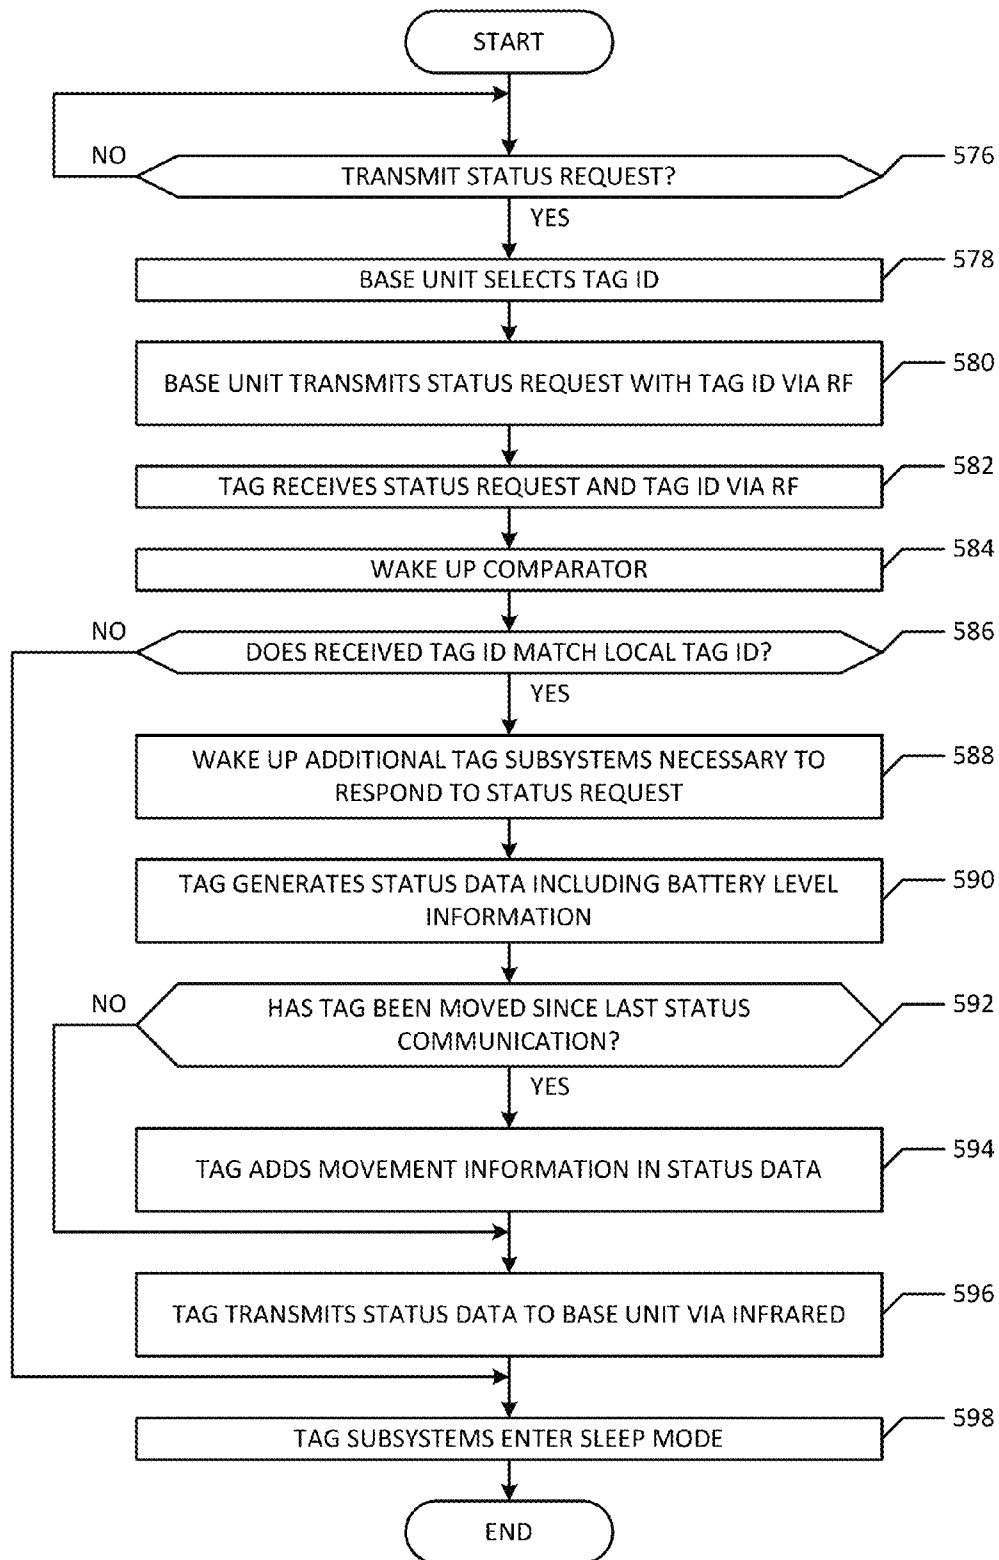 START
NO
TRANSMIT STATUS REQUEST?
576
YES
BASE UNIT SELECTS TAG ID
578
BASE UNIT TRANSMITS STATUS REQUEST WITH TAG ID VIA RF
580
TAG RECEIVES STATUS REQUEST AND TAG ID VIA RF
582
WAKE UP COMPARATOR
584
NO
DOES RECEIVED TAG ID MATCH LOCAL TAG ID?
586
YES
WAKE UP ADDITIONAL TAG SUBSYSTEMS NECESSARY TO
RESPOND TO STATUS REQUEST
588
TAG GENERATES STATUS DATA INCLUDING BATTERY LEVEL
INFORMATION
590
NO
HAS TAG BEEN MOVED SINCE LAST STATUS
COMMUNICATION?
592
YES
TAG ADDS MOVEMENT INFORMATION IN STATUS DATA
594
TAG TRANSMITS STATUS DATA TO BASE UNIT VIA INFRARED
596
TAG SUBSYSTEMS ENTER SLEEP MODE
598
END